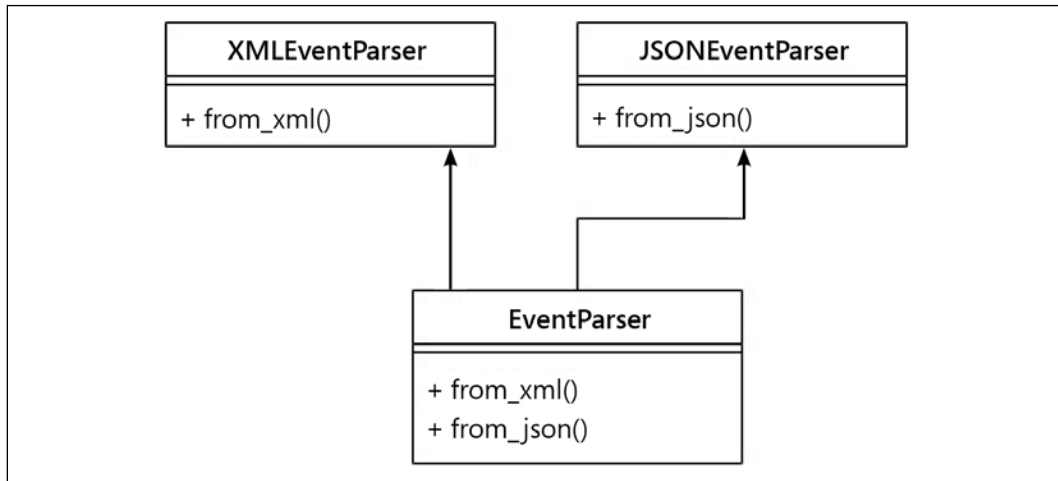 XMLEventParser
+ from_xml()
JSONEventParser
+ from_json()
EventParser
+ from_xml()
+ from_json()